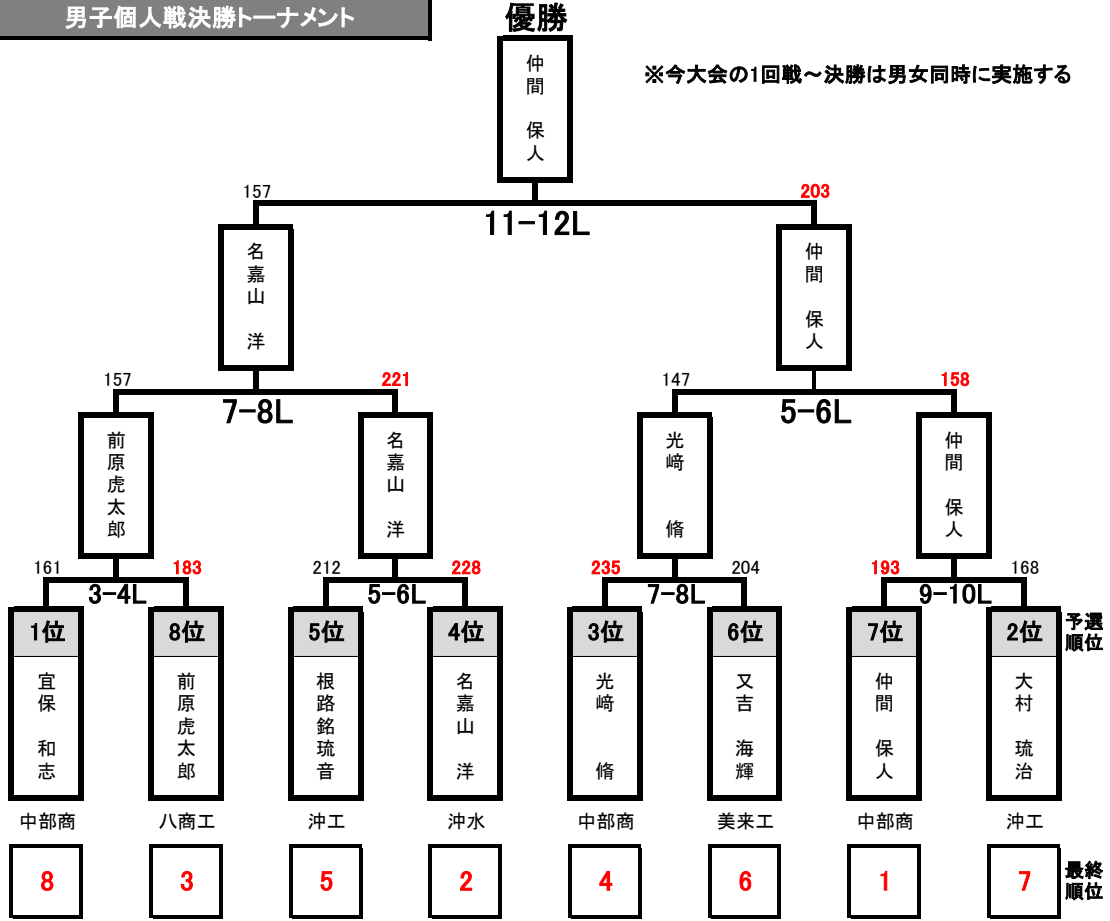 男子個人戦決勝トーナメント
優勝
※今大会の1回戦～決勝は男女同時に実施する
仲間 保人
157
203
11-12L
名嘉山 洋
仲間 保人
157
221
147
158
7-8L
5-6L
前原虎太郎
名嘉山 洋
光﨑 脩
仲間 保人
161
183
212
228
235
204
193
168
3-4L
5-6L
7-8L
9-10L
1位
8位
5位
4位
3位
6位
7位
2位
予選
順位
宜保 和志
前原虎太郎
根路銘琉音
名嘉山 洋
光﨑 脩
又吉 海輝
仲間 保人
大村 琉治
中部商
八商工
沖工
沖水
中部商
美来工
中部商
沖工
8
3
5
2
4
6
1
7
最終
順位